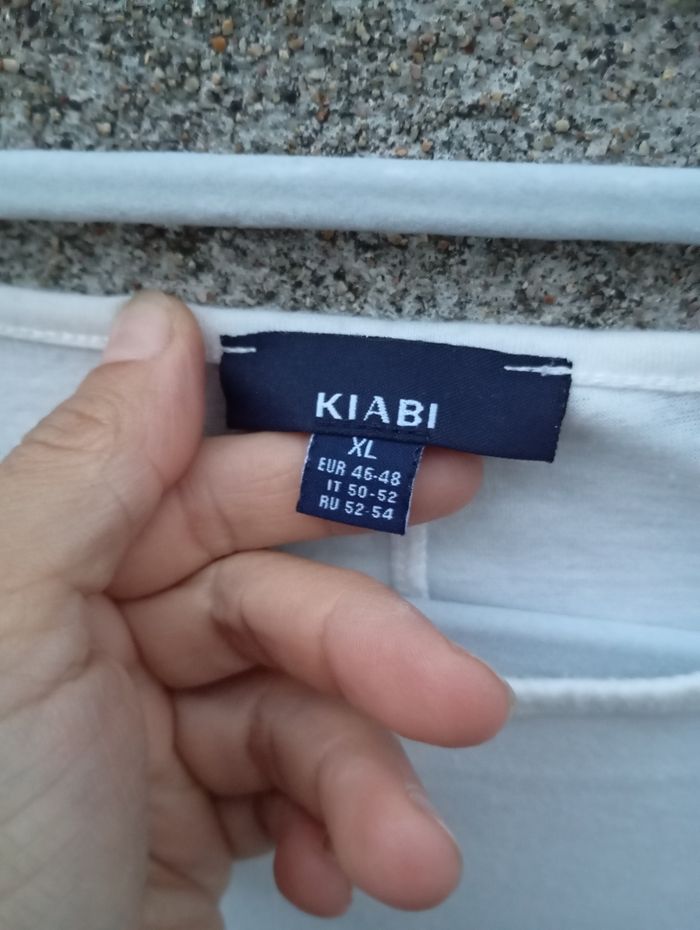 KIABI
XL
EUR 46-48
IT 50-52
RU 52-54